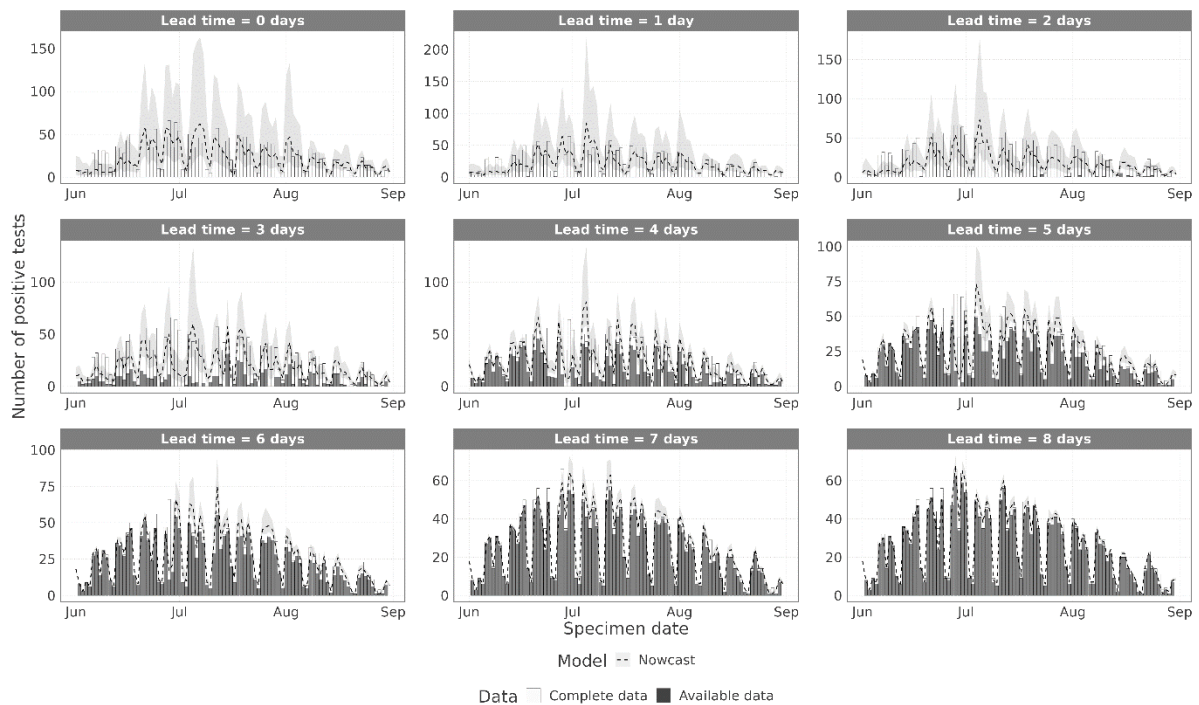 Lead time = 0 days
Lead time = 1 day
Lead time = 2 days
150
100
50
0
Jun
Jul
Aug
Sep
200
150
100
50
0
Jun
Jul
Aug
Sep
150
100
50
0
Jun
Jul
Aug
Sep
Number of positive tests
Lead time = 3 days
Lead time = 4 days
Lead time = 5 days
100
50
0
Jun
Jul
Aug
Sep
100
50
0
Jun
Jul
Aug
Sep
100
75
50
25
0
Jun
Jul
Aug
Sep
Lead time = 6 days
Lead time = 7 days
Lead time = 8 days
100
75
50
25
0
Jun
Jul
Aug
Sep
60
40
20
0
Jun
Jul
Aug
Sep
60
40
20
0
Jun
Jul
Aug
Sep
Specimen date
Model Nowcast
Data Complete data Available data